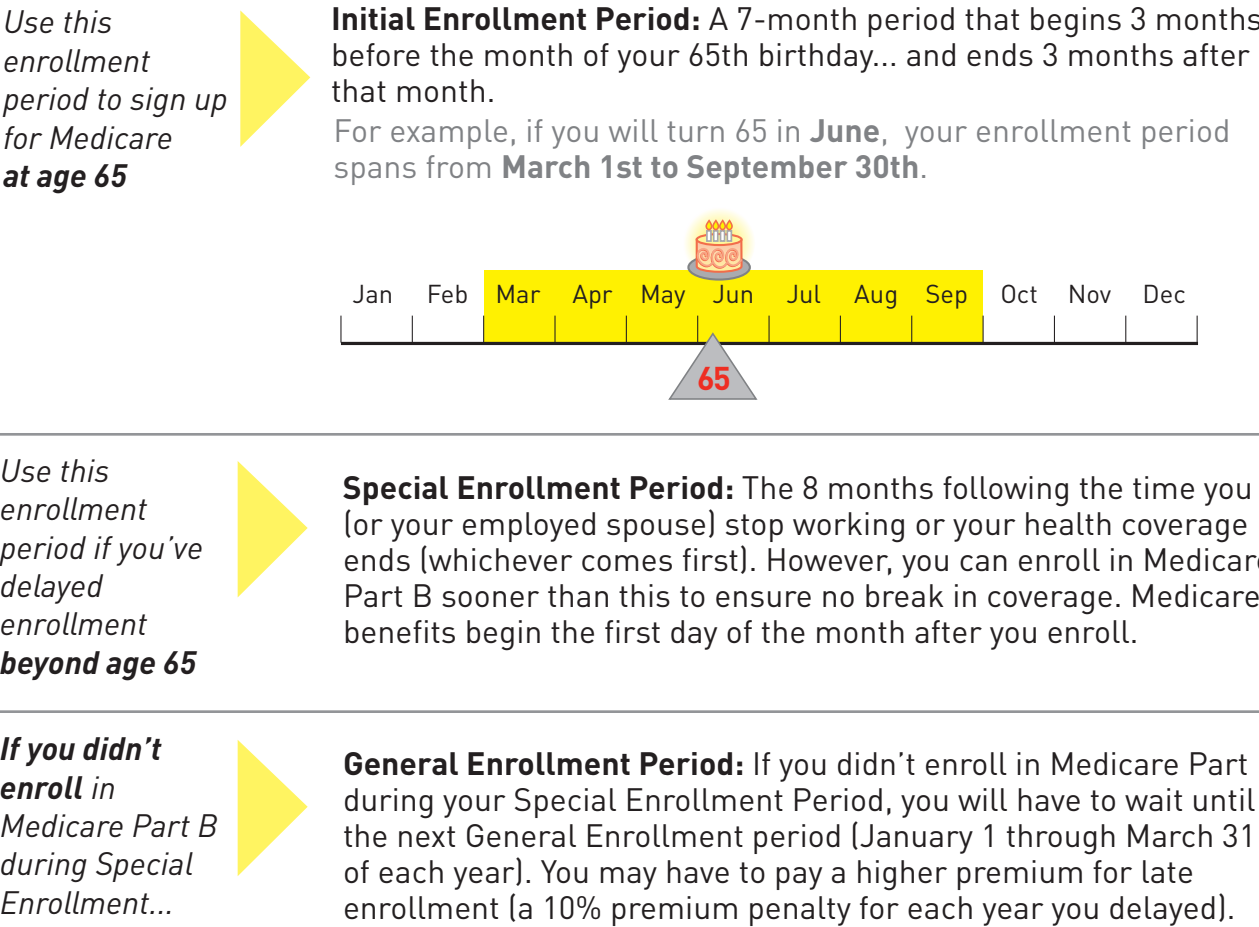 Use this
enrollment
period to sign up
for Medicare
at age 65
Initial Enrollment Period: A 7-month period that begins 3 months
before the month of your 65th birthday... and ends 3 months after
that month.
For example, if you will turn 65 in June, your enrollment period
spans from March 1st to September 30th.
Jan Feb Mar Apr May Jun Jul Aug Sep Oct Nov Dec
65
Use this
enrollment
period if you've
delayed
enrollment
beyond age 65
Special Enrollment Period: The 8 months following the time you
(or your employed spouse) stop working or your health coverage
ends (whichever comes first). However, you can enroll in Medicare
Part B sooner than this to ensure no break in coverage. Medicare
benefits begin the first day of the month after you enroll.
If you didn't
enroll in
Medicare Part B
during Special
Enrollment...
General Enrollment Period: If you didn't enroll in Medicare Part
during your Special Enrollment Period, you will have to wait until
the next General Enrollment period (January 1 through March 31
of each year). You may have to pay a higher premium for late
enrollment (a 10% premium penalty for each year you delayed).